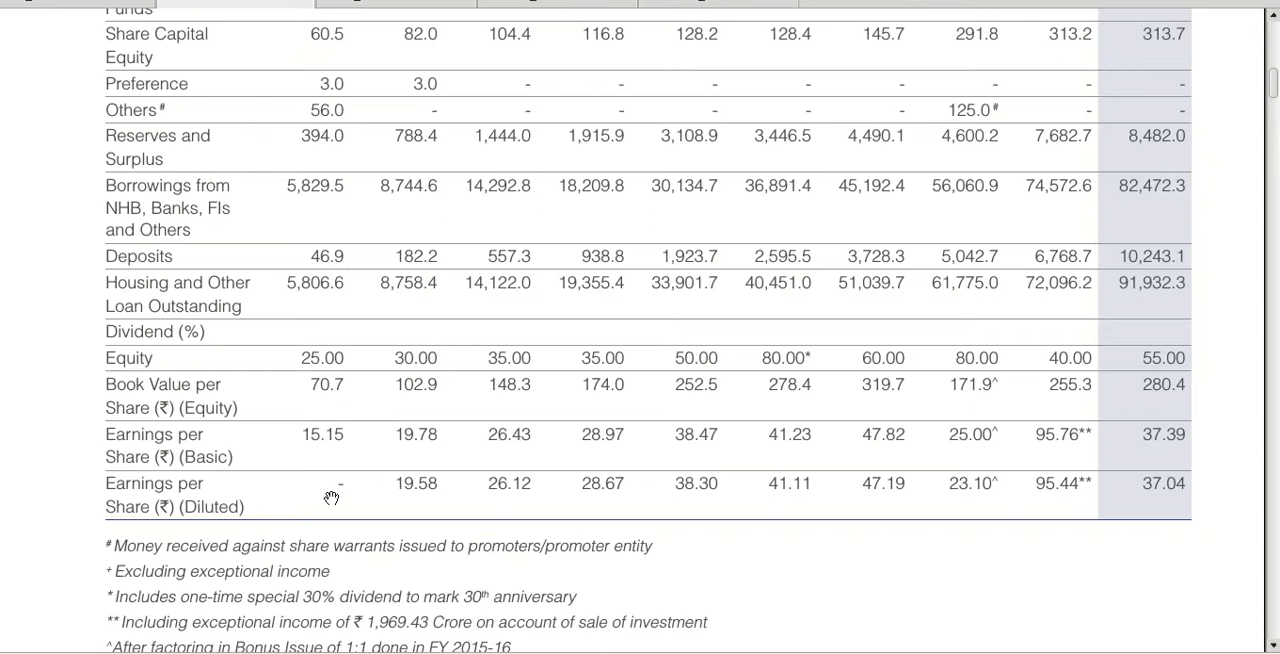 Funds
Share Capital 60.5 82.0 104.4 116.8 128.2 128.4 145.7 291.8 313.2 313.7
Equity
Preference 3.0 3.0 - - - - - - - -
Others# 56.0 - - - - - - 125.0# - -
Reserves and 394.0 788.4 1,444.0 1,915.9 3,108.9 3,446.5 4,490.1 4,600.2 7,682.7 8,482.0
Surplus
Borrowings from 5,829.5 8,744.6 14,292.8 18,209.8 30,134.7 36,891.4 45,192.4 56,060.9 74,572.6 82,472.3
NHB, Banks, FIs
and Others
Deposits 46.9 182.2 557.3 938.8 1,923.7 2,595.5 3,728.3 5,042.7 6,768.7 10,243.1
Housing and Other 5,806.6 8,758.4 14,122.0 19,355.4 33,901.7 40,451.0 51,039.7 61,775.0 72,096.2 91,932.3
Loan Outstanding
Dividend (%)
Equity 25.00 30.00 35.00 35.00 50.00 80.00* 60.00 80.00 40.00 55.00
Book Value per 70.7 102.9 148.3 174.0 252.5 278.4 319.7 171.9^ 255.3 280.4
Share (₹) (Equity)
Earnings per 15.15 19.78 26.43 28.97 38.47 41.23 47.82 25.00^ 95.76** 37.39
Share (₹) (Basic)
Earnings per - 19.58 26.12 28.67 38.30 41.11 47.19 23.10^ 95.44** 37.04
Share (₹) (Diluted)
# Money received against share warrants issued to promoters/promoter entity
+ Excluding exceptional income
* Includes one-time special 30% dividend to mark 30th anniversary
** Including exceptional income of ₹ 1,969.43 Crore on account of sale of investment
^After factoring in Bonus Issue of 1:1 done in FY 2015-16